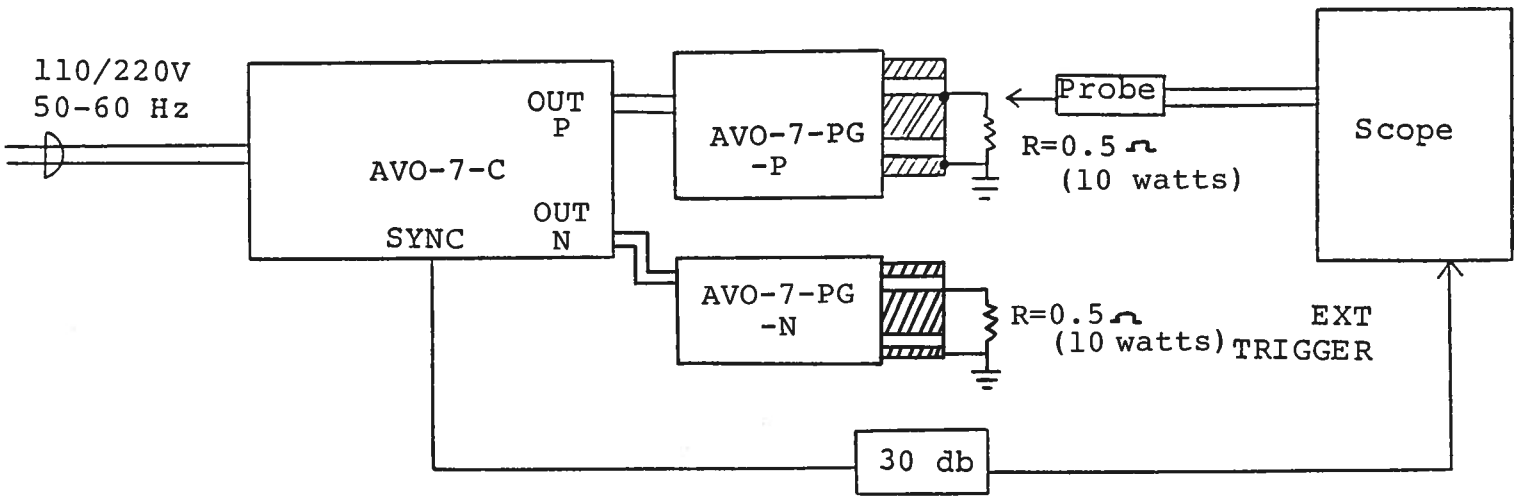 110/220V
50-60 Hz
AVO-7-C
OUT
P
OUT
N
SYNC
AVO-7-PG
-P
R=0.5 Ω
(10 watts)
Probe
Scope
AVO-7-PG
-N
R=0.5 Ω
(10 watts)
EXT
TRIGGER
30 db